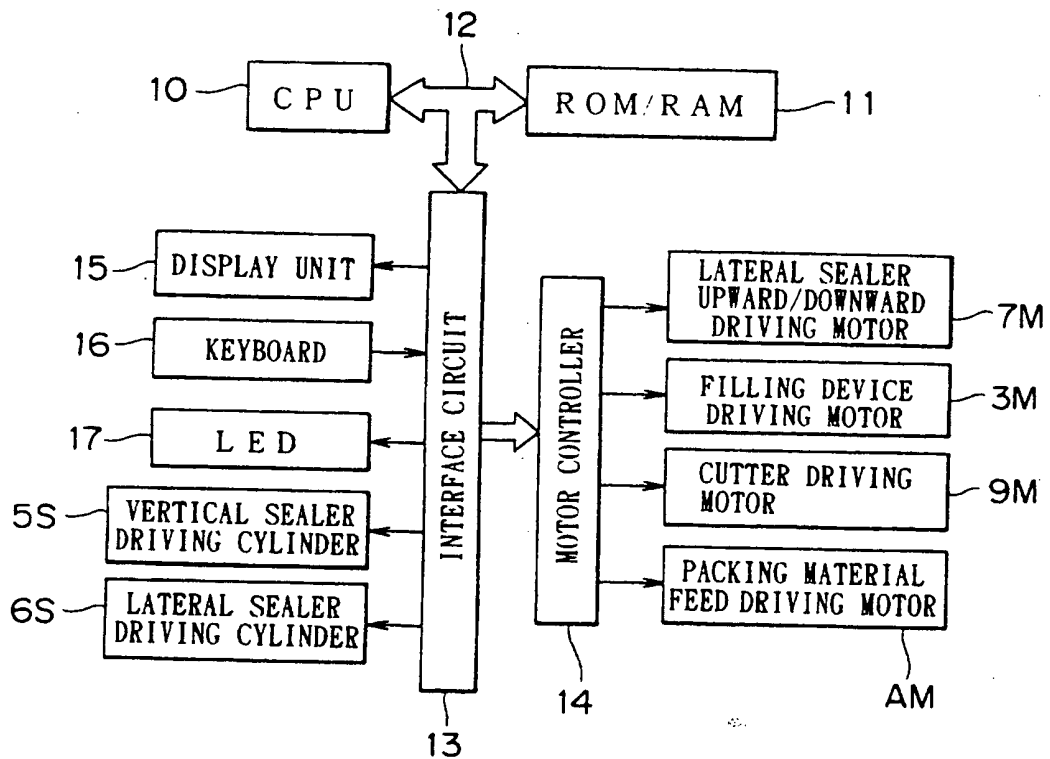 12
10
CPU
ROM/RAM
11
15
DISPLAY UNIT
16
KEYBOARD
17
LED
5S
VERTICAL SEALER
DRIVING CYLINDER
6S
LATERAL SEALER
DRIVING CYLINDER
INTERFACE CIRCUIT
13
MOTOR CONTROLLER
14
LATERAL SEALER
UPWARD/DOWNWARD
DRIVING MOTOR
7M
FILLING DEVICE
DRIVING MOTOR
3M
CUTTER DRIVING
MOTOR
9M
PACKING MATERIAL
FEED DRIVING MOTOR
AM